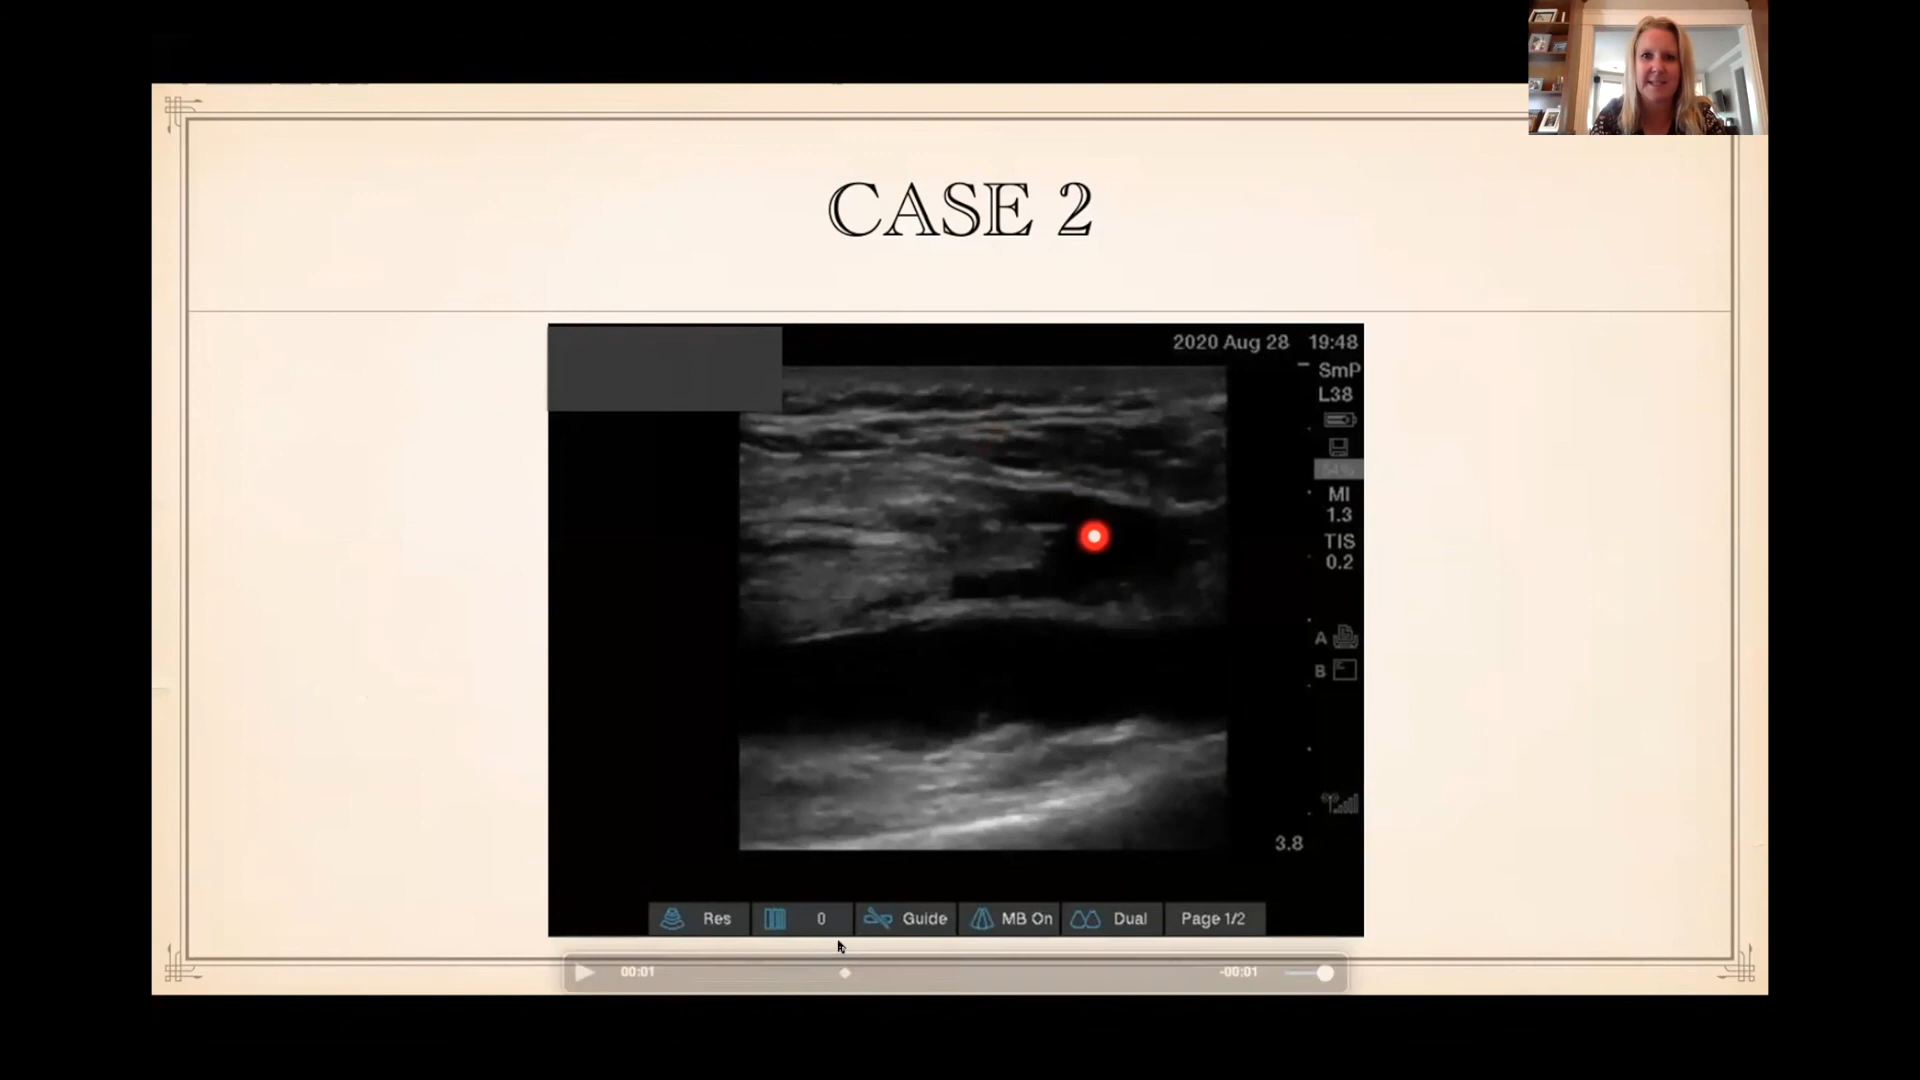 CASE 2
2020 Aug 28 19:48
SmP
L38
MI
1.3
TIS
0.2
A
B
3.8
Res
0
Guide
MB On
Dual
Page 1/2
00:01
-00:01